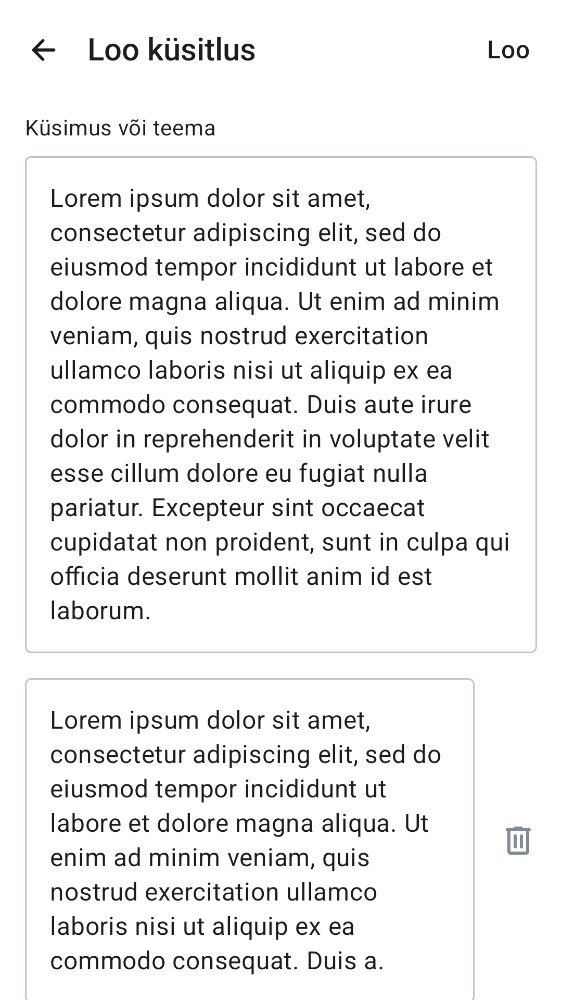 Loo küsitlus
Loo
Küsimus või teema
Lorem ipsum dolor sit amet,
consectetur adipiscing elit, sed do
eiusmod tempor incididunt ut labore et
dolore magna aliqua. Ut enim ad minim
veniam, quis nostrud exercitation
ullamco laboris nisi ut aliquip ex ea
commodo consequat. Duis aute irure
dolor in reprehenderit in voluptate velit
esse cillum dolore eu fugiat nulla
pariatur. Excepteur sint occaecat
cupidatat non proident, sunt in culpa qui
officia deserunt mollit anim id est
laborum.
Lorem ipsum dolor sit amet,
consectetur adipiscing elit, sed do
eiusmod tempor incididunt ut
labore et dolore magna aliqua. Ut
enim ad minim veniam, quis
nostrud exercitation ullamco
laboris nisi ut aliquip ex ea
commodo consequat. Duis a.